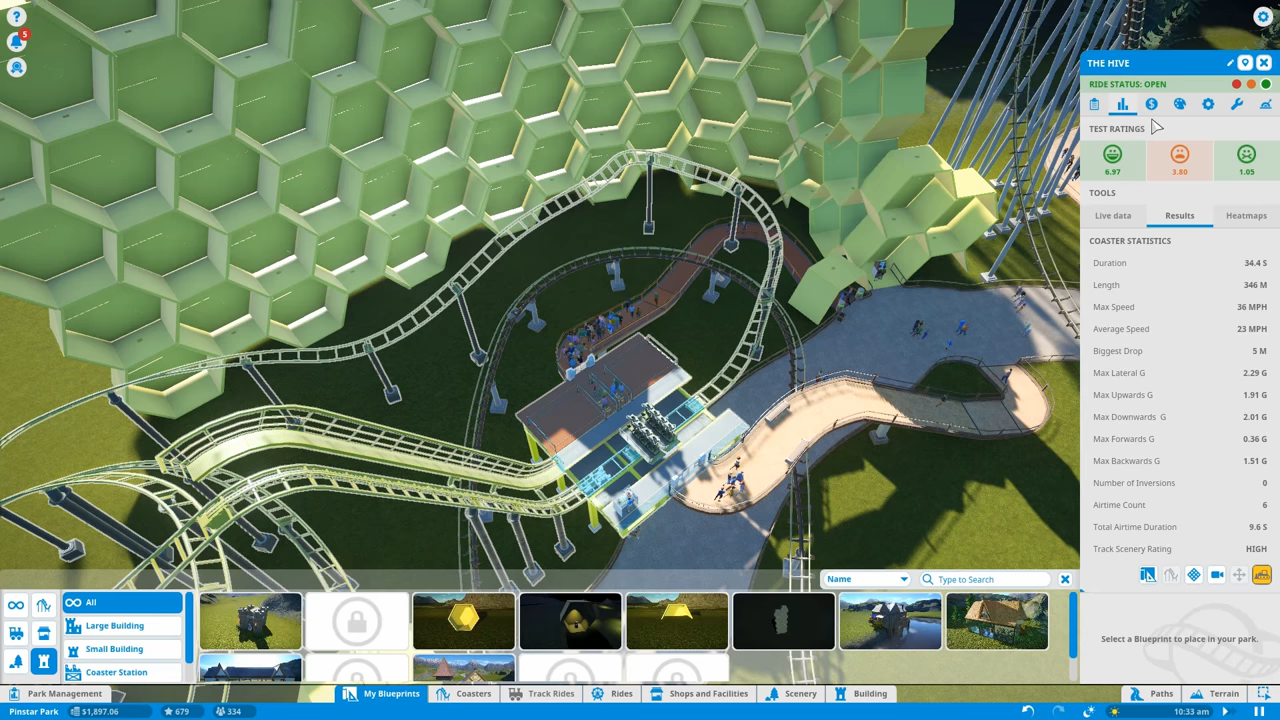 ?
5
THE HIVE
RIDE STATUS: OPEN
TEST RATINGS
6.97 3.80 1.05
TOOLS
Live data Results Heatmaps
COASTER STATISTICS
Duration 34.4 S
Length 346 M
Max Speed 36 MPH
Average Speed 23 MPH
Biggest Drop 5 M
Max Lateral G 2.29 G
Max Upwards G 1.91 G
Max Downwards G 2.01 G
Max Forwards G 0.36 G
Max Backwards G 1.51 G
Number of Inversions 0
Airtime Count 6
Total Airtime Duration 9.6 S
Track Scenery Rating HIGH
Name Type to Search
All
Large Building
Small Building
Coaster Station
Select a Blueprint to place in your park.
Park Management My Blueprints Coasters Track Rides Rides Shops and Facilities Scenery Building Paths Terrain
Pinstar Park $1,897.06 679 334 10:33 am